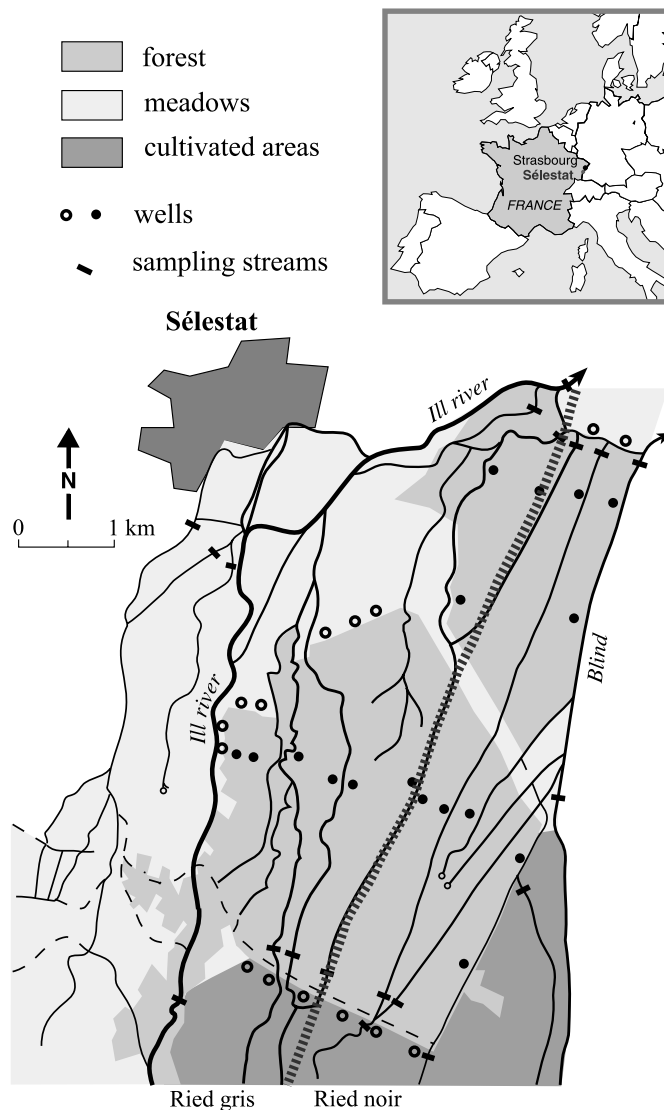 forest
meadows
cultivated areas
wells
sampling streams
Strasbourg
Sélestat
FRANCE
Sélestat
Ill river
N
0 1 km
Ill river
Blind
Ried gris Ried noir